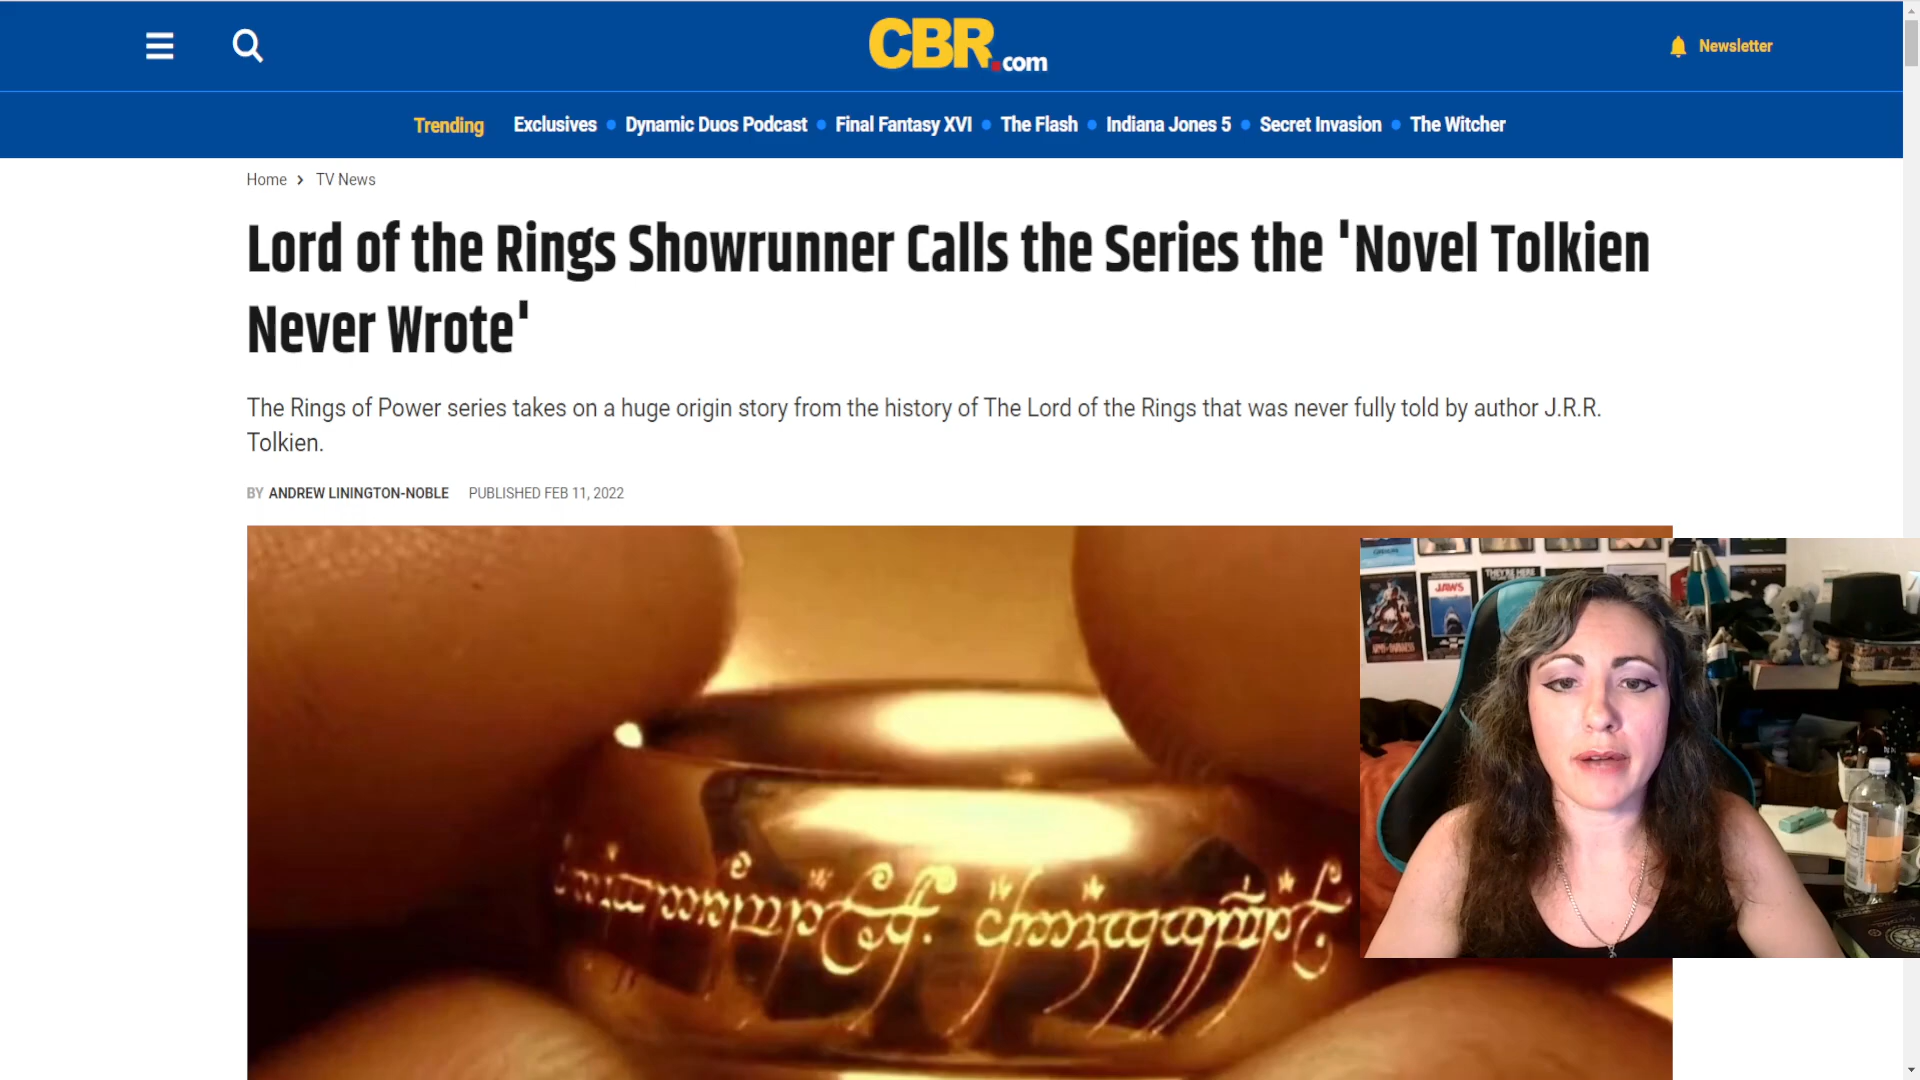 CBR.com
Newsletter
Trending Exclusives Dynamic Duos Podcast Final Fantasy XVI The Flash Indiana Jones 5 Secret Invasion The Witcher
Home > TV News
Lord of the Rings Showrunner Calls the Series the 'Novel Tolkien
Never Wrote'
The Rings of Power series takes on a huge origin story from the history of The Lord of the Rings that was never fully told by author J.R.R.
Tolkien.
BY ANDREW LININGTON-NOBLE PUBLISHED FEB 11, 2022
THEY'RE HERE
JAWS